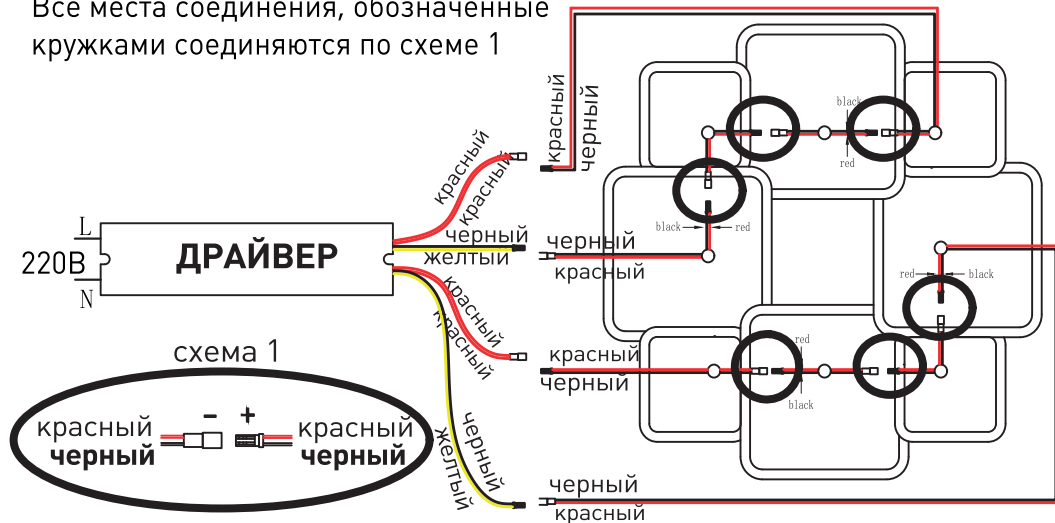 Все места соединения, обозначенные
кружками соединяются по схеме 1
красный
черный
красный
красный
черный
желтый
L
220В
N
ДРАЙВЕР
красный
красный
черный
желтый
черный
красный
красный
черный
черный
красный
black
red
black
red
red
black
red
black
схема 1
- +
красный
черный
красный
черный